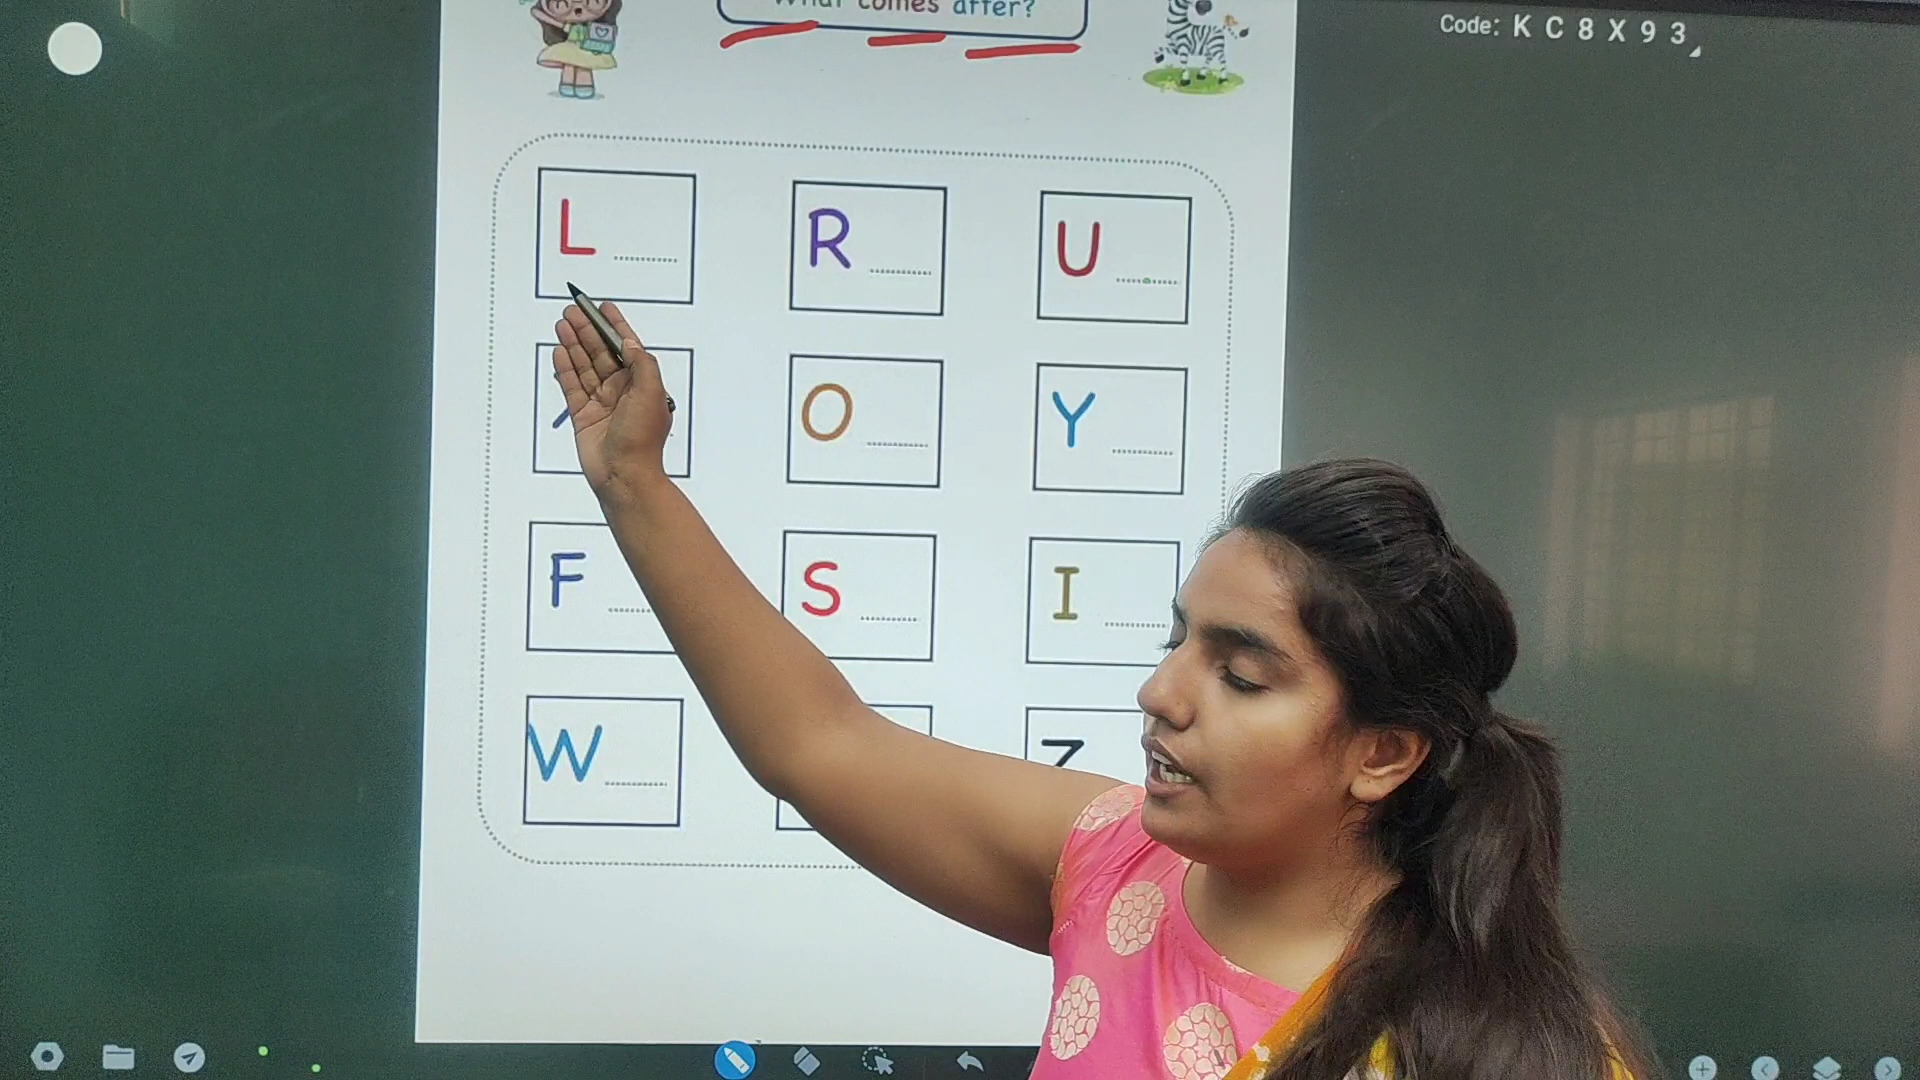 What comes after?
Code: K C 8 X 9 3
L ..........
R ..........
U ..........
O ..........
Y ..........
F ..........
S ..........
I ..........
W ..........
Z